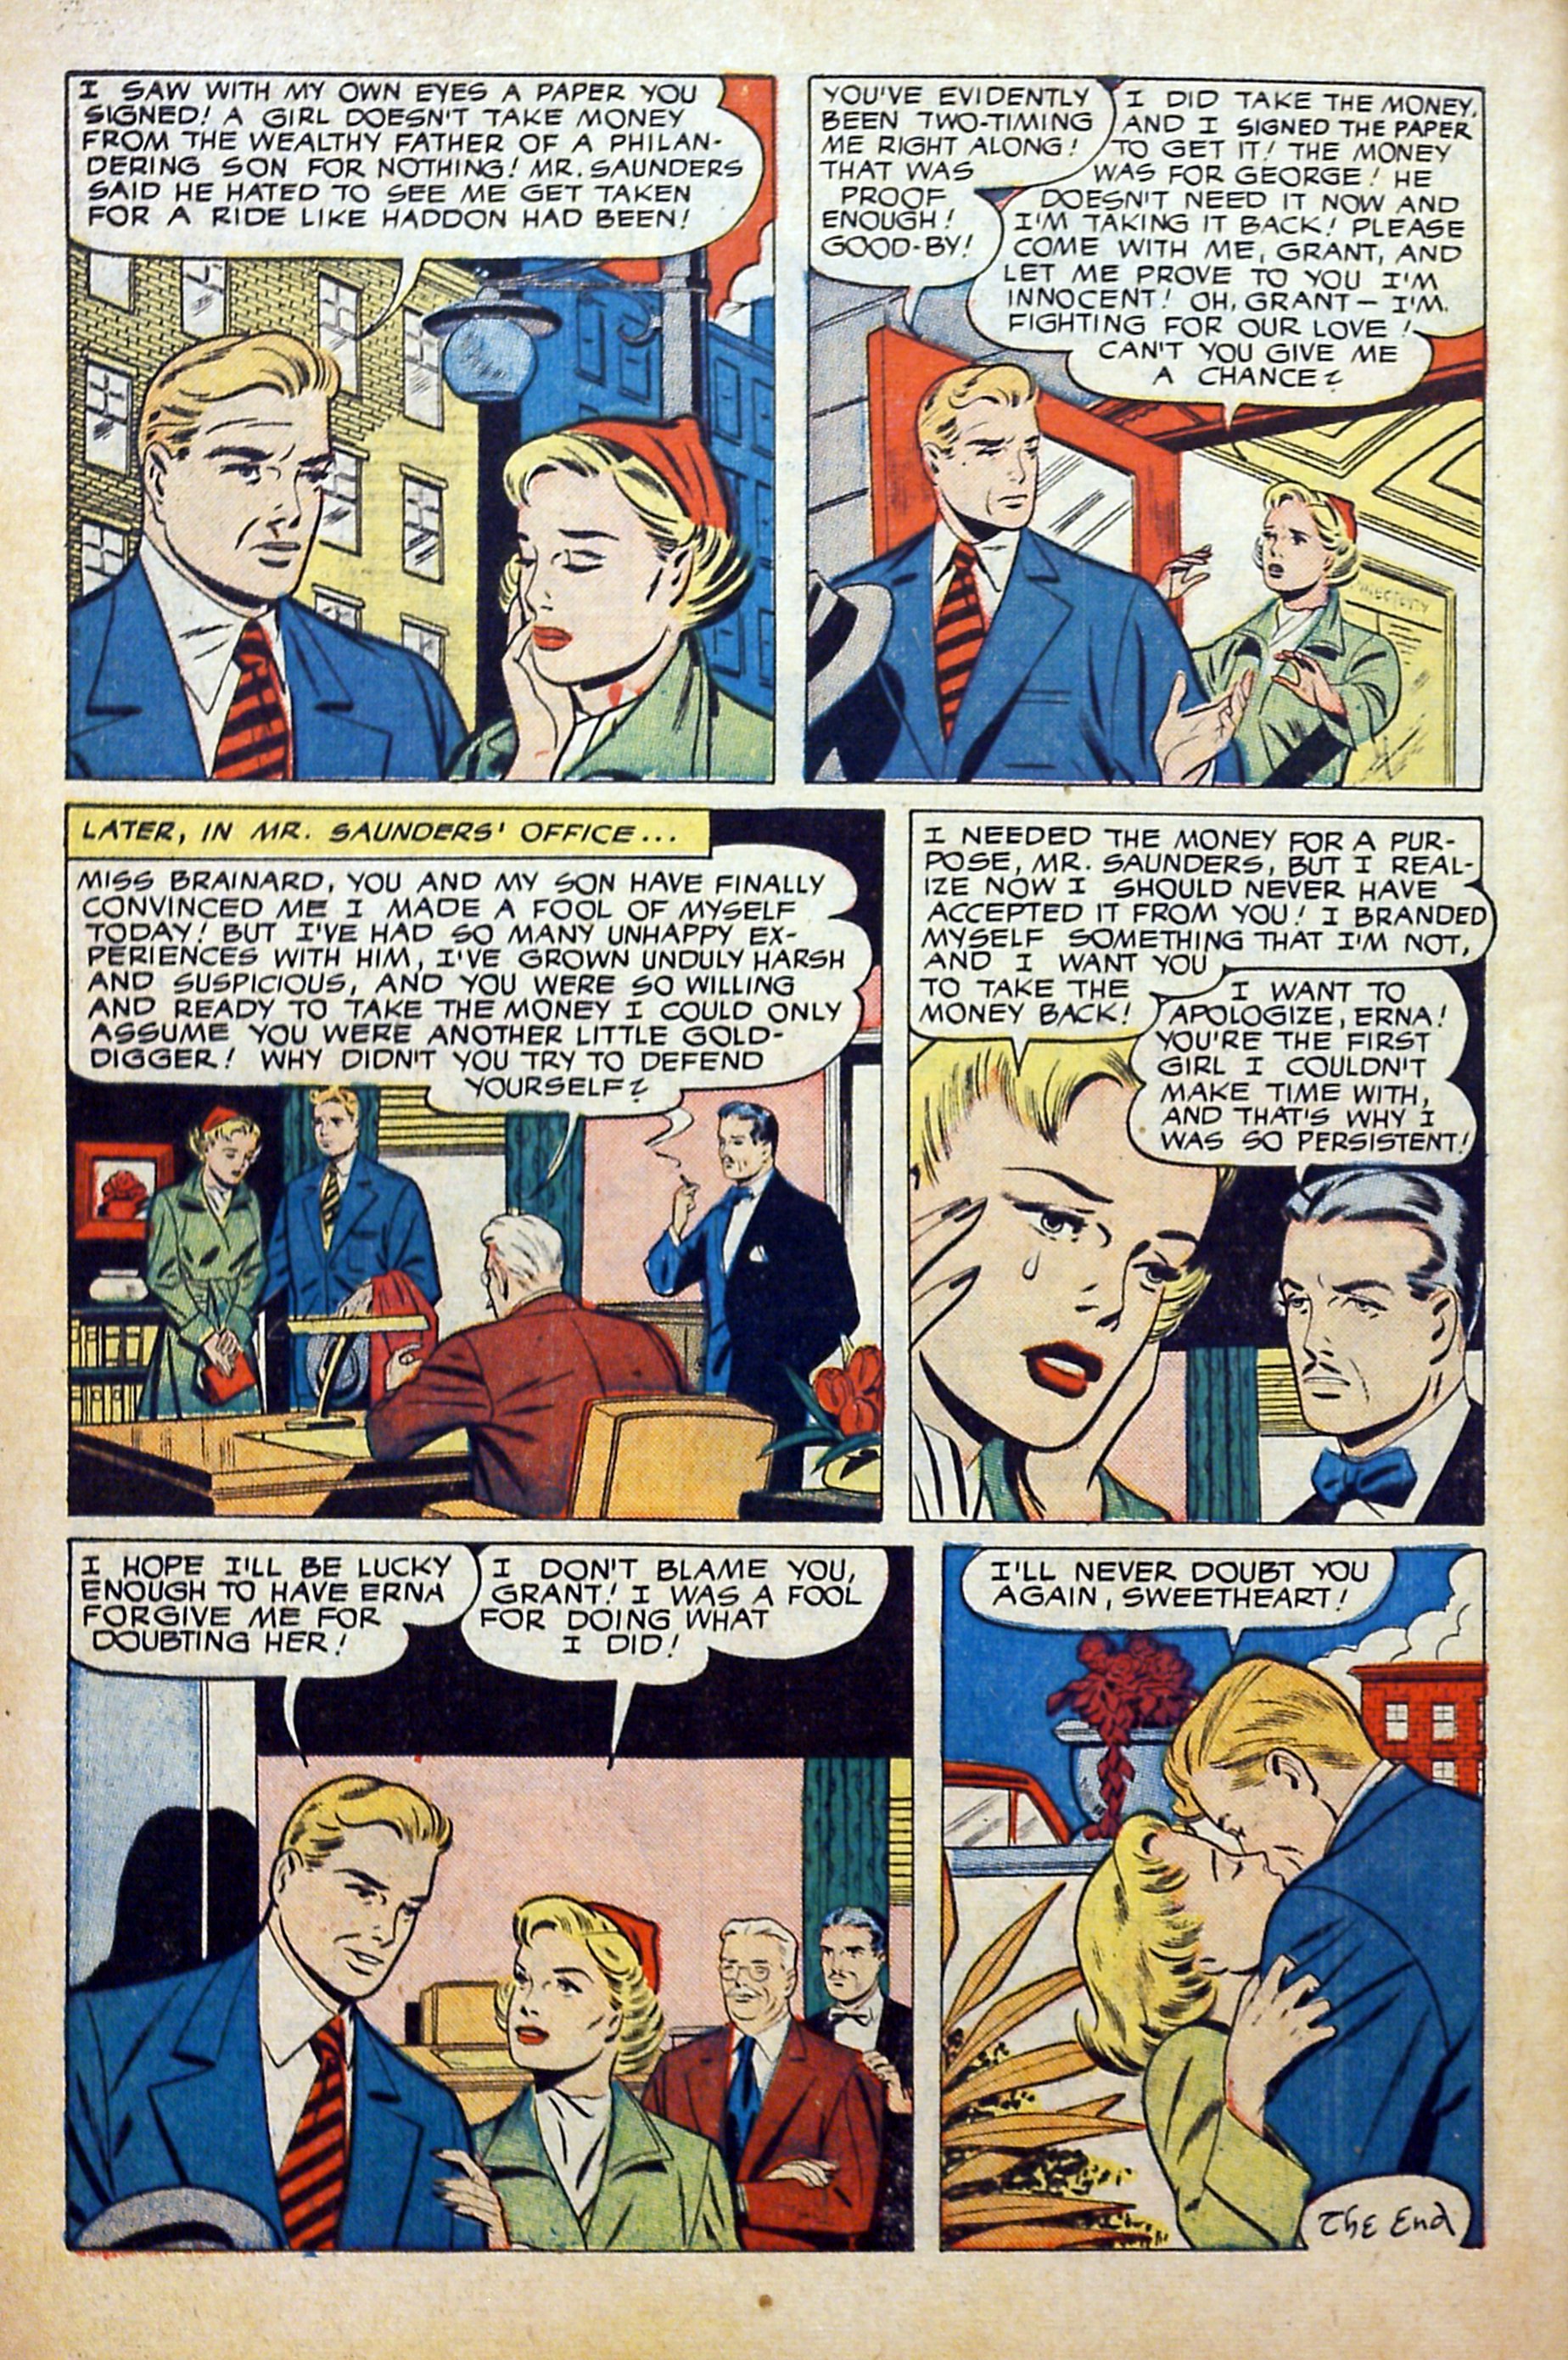 I SAW WITH MY OWN EYES A PAPER YOU
SIGNED! A GIRL DOESN'T TAKE MONEY
FROM THE WEALTHY FATHER OF A PHILAN-
DERING SON FOR NOTHING! MR. SAUNDERS
SAID HE HATED TO SEE ME GET TAKEN
FOR A RIDE LIKE HADDON HAD BEEN!
YOU'VE EVIDENTLY
BEEN TWO-TIMING
ME RIGHT ALONG!
THAT WAS
PROOF
ENOUGH!
GOOD-BY!
I DID TAKE THE MONEY,
AND I SIGNED THE PAPER
TO GET IT! THE MONEY
WAS FOR GEORGE! HE
DOESN'T NEED IT NOW AND
I'M TAKING IT BACK! PLEASE
COME WITH ME, GRANT, AND
LET ME PROVE TO YOU I'M
INNOCENT! OH, GRANT — I'M
FIGHTING FOR OUR LOVE!
CAN'T YOU GIVE ME
A CHANCE?
DIRECTORY
LATER, IN MR. SAUNDERS' OFFICE...
MISS BRAINARD, YOU AND MY SON HAVE FINALLY
CONVINCED ME I MADE A FOOL OF MYSELF
TODAY! BUT I'VE HAD SO MANY UNHAPPY EX-
PERIENCES WITH HIM, I'VE GROWN UNDULY HARSH
AND SUSPICIOUS, AND YOU WERE SO WILLING
AND READY TO TAKE THE MONEY I COULD ONLY
ASSUME YOU WERE ANOTHER LITTLE GOLD-
DIGGER! WHY DIDN'T YOU TRY TO DEFEND
YOURSELF?
I NEEDED THE MONEY FOR A PUR-
POSE, MR. SAUNDERS, BUT I REAL-
IZE NOW I SHOULD NEVER HAVE
ACCEPTED IT FROM YOU! I BRANDED
MYSELF SOMETHING THAT I'M NOT,
AND I WANT YOU
TO TAKE THE
MONEY BACK!
I WANT TO
APOLOGIZE, ERNA!
YOU'RE THE FIRST
GIRL I COULDN'T
MAKE TIME WITH,
AND THAT'S WHY I
WAS SO PERSISTENT!
I HOPE I'LL BE LUCKY
ENOUGH TO HAVE ERNA
FORGIVE ME FOR
DOUBTING HER!
I DON'T BLAME YOU,
GRANT! I WAS A FOOL
FOR DOING WHAT
I DID!
I'LL NEVER DOUBT YOU
AGAIN, SWEETHEART!
The End